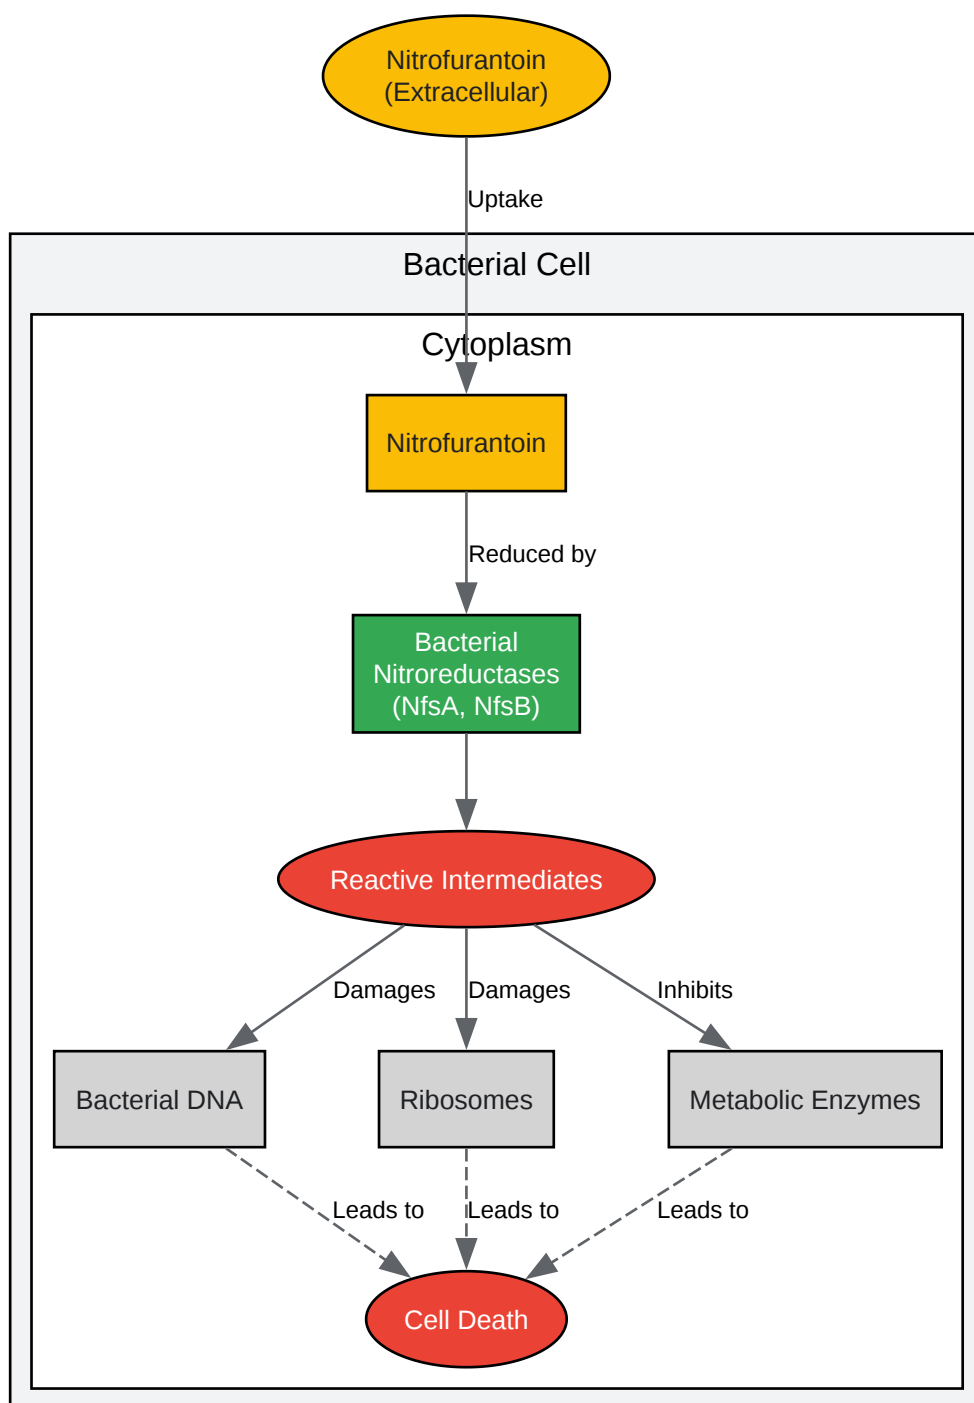 Nitrofurantoin
(Extracellular)
Uptake
Bacterial Cell
Cytoplasm
Nitrofurantoin
Reduced by
Bacterial
Nitroreductases
(NfsA, NfsB)
Reactive Intermediates
Damages
Damages
Inhibits
Bacterial DNA
Ribosomes
Metabolic Enzymes
Leads to
Leads to
Leads to
Cell Death